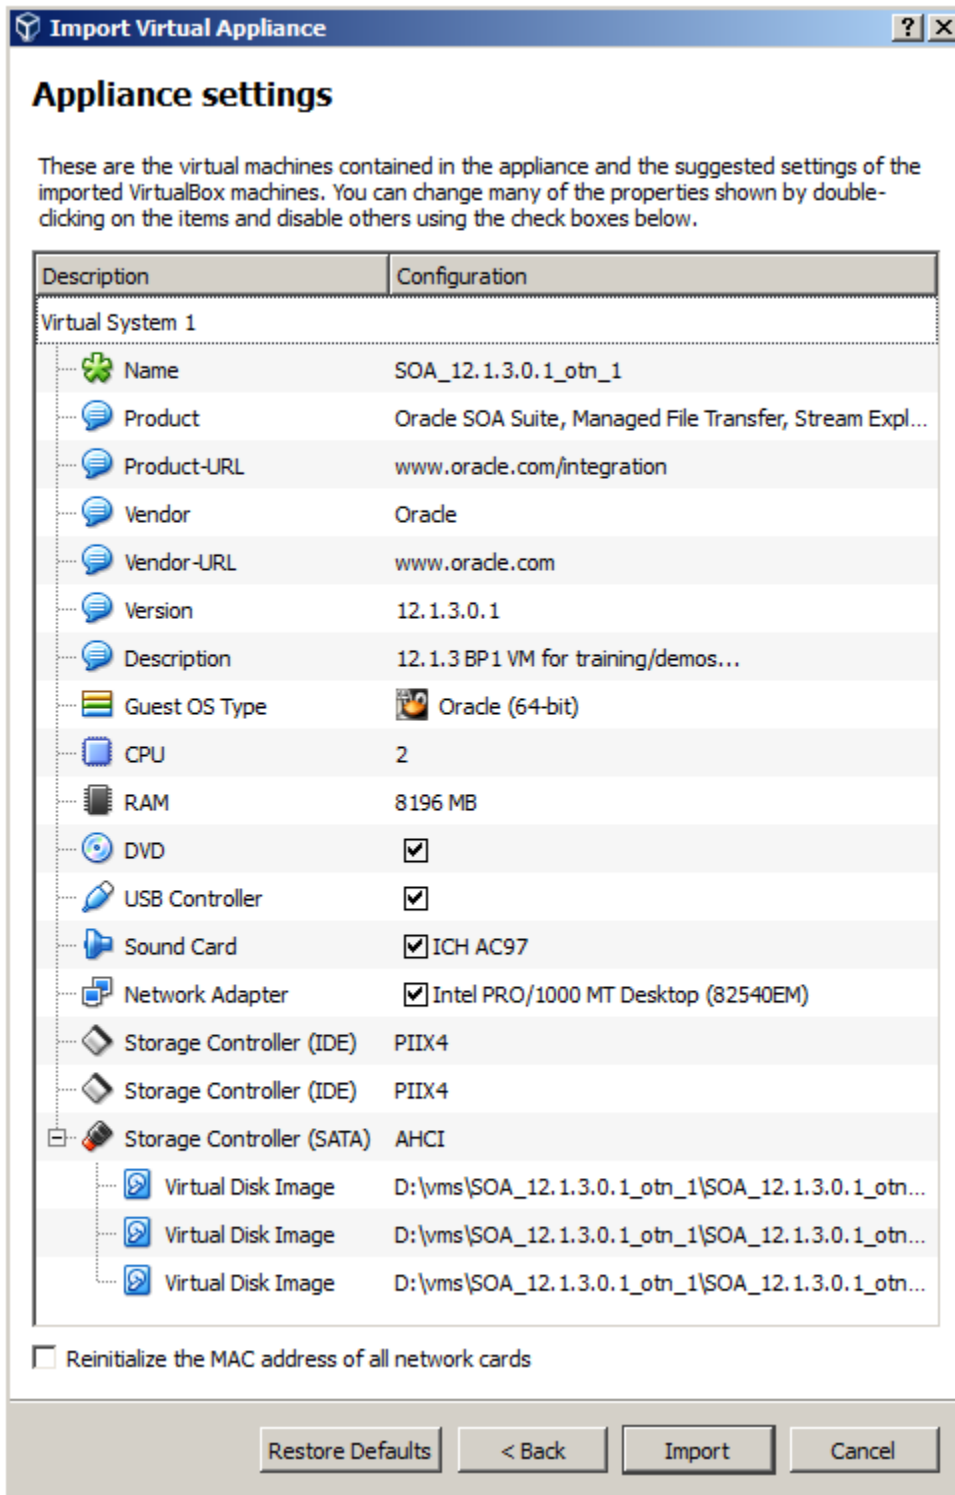 Import Virtual Appliance
Appliance settings
These are the virtual machines contained in the appliance and the suggested settings of the
imported VirtualBox machines. You can change many of the properties shown by double-
clicking on the items and disable others using the check boxes below.
Description Configuration
Virtual System 1
Name SOA_12.1.3.0.1_otn_1
Product Oracle SOA Suite, Managed File Transfer, Stream Expl...
Product-URL www.oracle.com/integration
Vendor Oracle
Vendor-URL www.oracle.com
Version 12.1.3.0.1
Description 12.1.3 BP1 VM for training/demos...
Guest OS Type Oracle (64-bit)
CPU 2
RAM 8196 MB
DVD
USB Controller
Sound Card ICH AC97
Network Adapter Intel PRO/1000 MT Desktop (82540EM)
Storage Controller (IDE) PIIX4
Storage Controller (IDE) PIIX4
Storage Controller (SATA) AHCI
Virtual Disk Image D:\vms\SOA_12.1.3.0.1_otn_1\SOA_12.1.3.0.1_otn...
Virtual Disk Image D:\vms\SOA_12.1.3.0.1_otn_1\SOA_12.1.3.0.1_otn...
Virtual Disk Image D:\vms\SOA_12.1.3.0.1_otn_1\SOA_12.1.3.0.1_otn...
Reinitialize the MAC address of all network cards
Restore Defaults < Back Import Cancel